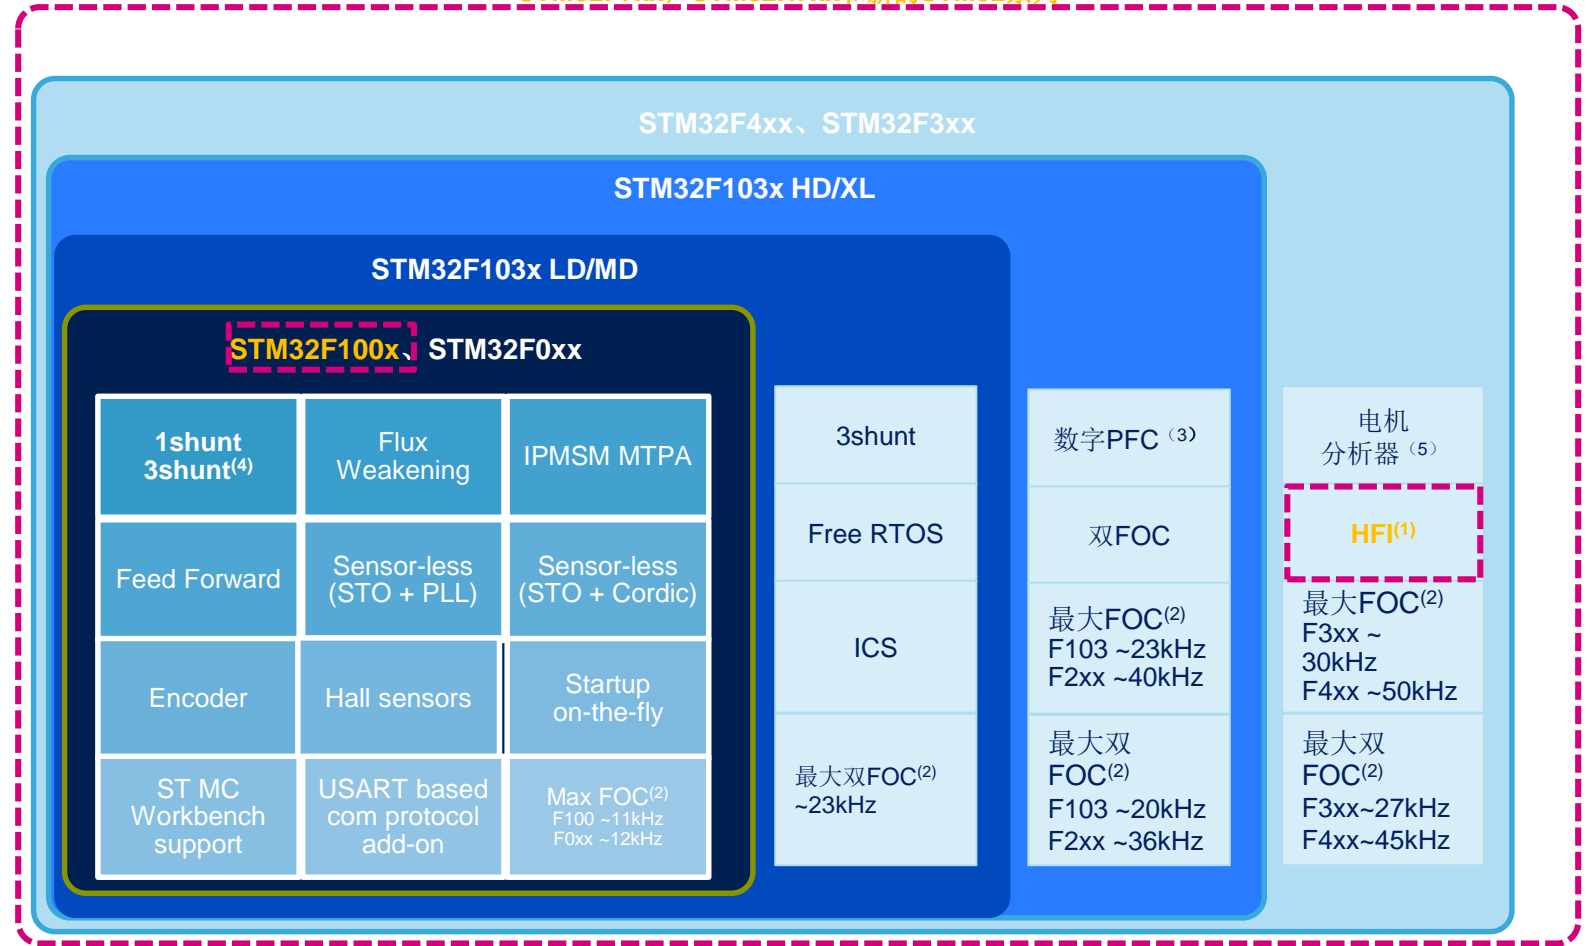 STM32F4xx、STM32F3xx
STM32F103x HD/XL
STM32F103x LD/MD
STM32F100x、STM32F0xx
1shunt
3shunt(4)
Flux
Weakening
IPMSM MTPA
Feed Forward
Sensor-less
(STO + PLL)
Sensor-less
(STO + Cordic)
Encoder
Hall sensors
Startup
on-the-fly
ST MC
Workbench
support
USART based
com protocol
add-on
Max FOC(2)
F100 ~11kHz
F0xx ~12kHz
3shunt
Free RTOS
ICS
最大双FOC(2)
~23kHz
数字PFC（3）
双FOC
最大FOC(2)
F103 ~23kHz
F2xx ~40kHz
最大双
FOC(2)
F103 ~20kHz
F2xx ~36kHz
电机
分析器（5）
HFI(1)
最大FOC(2)
F3xx ~
30kHz
F4xx ~50kHz
最大双
FOC(2)
F3xx~27kHz
F4xx~45kHz